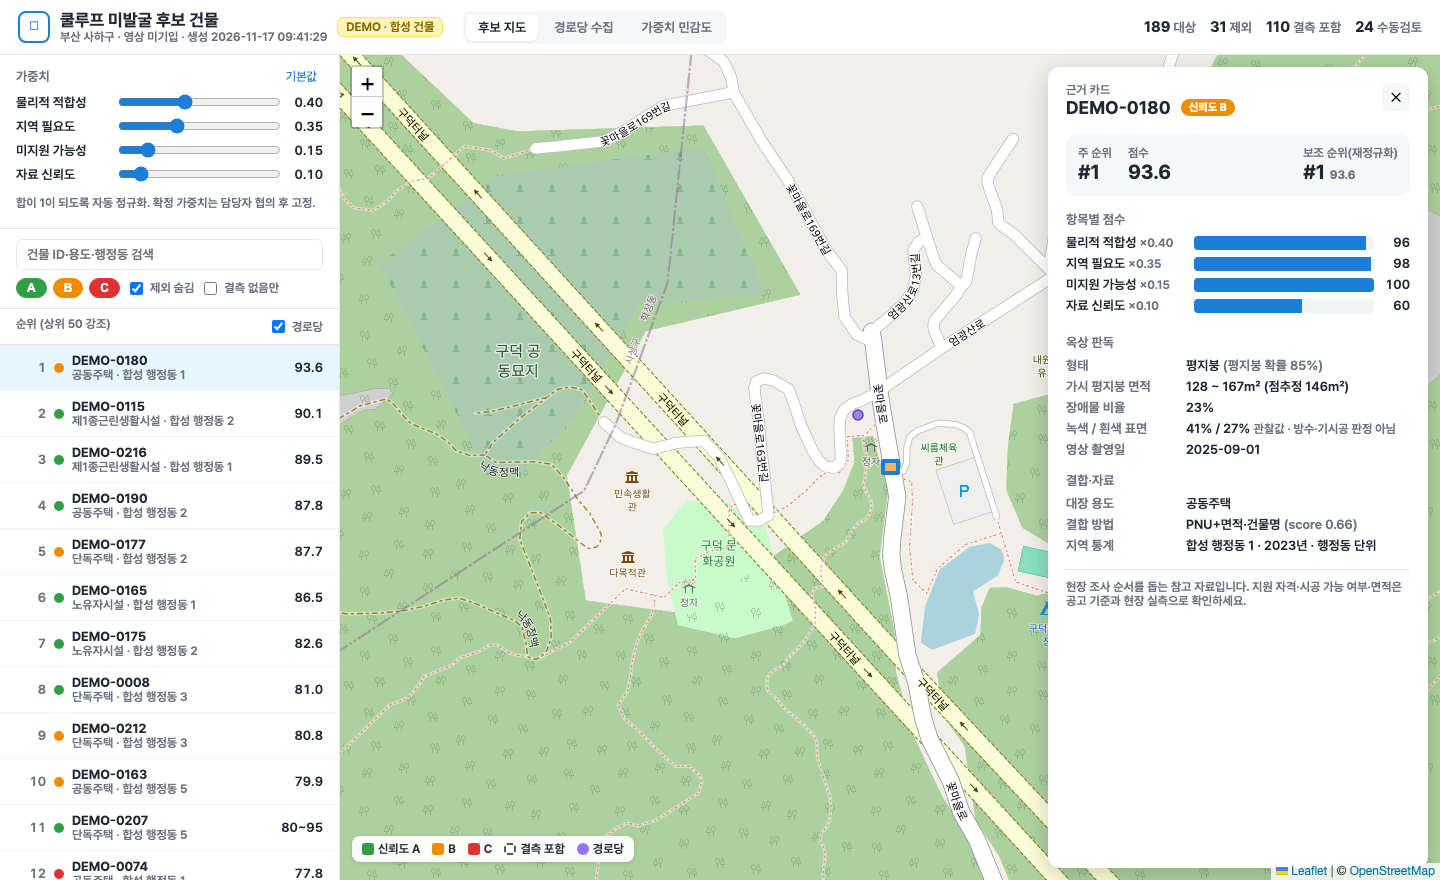 쿨루프 미발굴 후보 건물
부산 사하구 · 영상 미기입 · 생성 2026-11-17 09:41:29
DEMO · 합성 건물
후보 지도
경로당 수집
가중치 민감도
189 대상
31 제외
110 결측 포함
24 수동검토
가중치
기본값
물리적 적합성 0.40
지역 필요도 0.35
미지원 가능성 0.15
자료 신뢰도 0.10
합이 1이 되도록 자동 정규화. 확정 가중치는 담당자 협의 후 고정.
건물 ID·용도·행정동 검색
A B C 제외 숨김 결측 없음만
순위 (상위 50 강조) 경로당
1 DEMO-0180 93.6
공동주택 · 합성 행정동 1
2 DEMO-0115 90.1
제1종근린생활시설 · 합성 행정동 2
3 DEMO-0216 89.5
제1종근린생활시설 · 합성 행정동 1
4 DEMO-0190 87.8
공동주택 · 합성 행정동 2
5 DEMO-0177 87.7
단독주택 · 합성 행정동 2
6 DEMO-0165 86.5
노유자시설 · 합성 행정동 1
7 DEMO-0175 82.6
노유자시설 · 합성 행정동 2
8 DEMO-0008 81.0
단독주택 · 합성 행정동 3
9 DEMO-0212 80.8
단독주택 · 합성 행정동 3
10 DEMO-0163 79.9
공동주택 · 합성 행정동 5
11 DEMO-0207 80~95
단독주택 · 합성 행정동 5
12 DEMO-0074 77.8
+
−
구덕터널
꽃마을로169번길
꽃마을로169번길
엄광산로13번길
엄광산로
사상구
구덕 공
동묘지
구덕터널
구덕터널
꽃마을로
꽃마을로163번길
낙동정맥
민속생활
관
씨름체육
관
정자
P
내원
유
구덕 문
화공원
다목적관
정자
낙동정맥
구덕터널
구덕터널
구덕
꽃마을로
신뢰도 A B C 결측 포함 경로당
근거 카드
DEMO-0180 신뢰도 B
×
주 순위
#1
점수
93.6
보조 순위(재정규화)
#1 93.6
항목별 점수
물리적 적합성 ×0.40 96
지역 필요도 ×0.35 98
미지원 가능성 ×0.15 100
자료 신뢰도 ×0.10 60
옥상 판독
형태 평지붕 (평지붕 확률 85%)
가시 평지붕 면적 128 ~ 167m² (점추정 146m²)
장애물 비율 23%
녹색 / 흰색 표면 41% / 27% 관찰값 · 방수·기시공 판정 아님
영상 촬영일 2025-09-01
결합·자료
대장 용도 공동주택
결합 방법 PNU+면적·건물명 (score 0.66)
지역 통계 합성 행정동 1 · 2023년 · 행정동 단위
현장 조사 순서를 돕는 참고 자료입니다. 지원 자격·시공 가능 여부·면적은
공고 기준과 현장 실측으로 확인하세요.
Leaflet | © OpenStreetMap